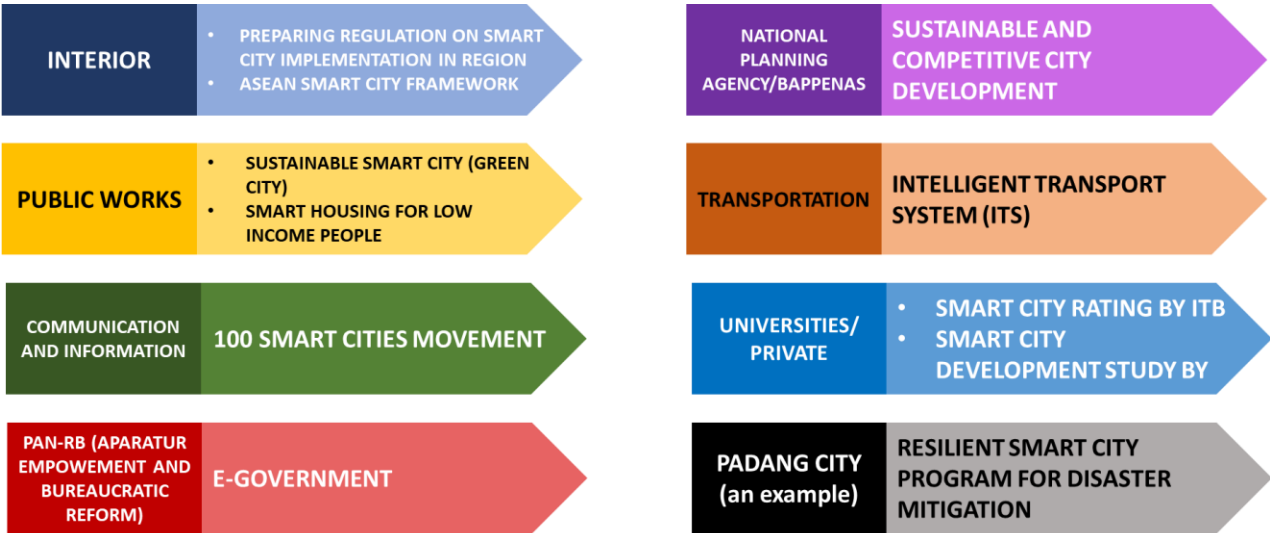 INTERIOR
• PREPARING REGULATION ON SMART
CITY IMPLEMENTATION IN REGION
• ASEAN SMART CITY FRAMEWORK
NATIONAL
PLANNING
AGENCY/BAPPENAS
SUSTAINABLE AND
COMPETITIVE CITY
DEVELOPMENT
PUBLIC WORKS
• SUSTAINABLE SMART CITY (GREEN
CITY)
• SMART HOUSING FOR LOW
INCOME PEOPLE
TRANSPORTATION
INTELLIGENT TRANSPORT
SYSTEM (ITS)
COMMUNICATION
AND INFORMATION
100 SMART CITIES MOVEMENT
UNIVERSITIES/
PRIVATE
• SMART CITY RATING BY ITB
• SMART CITY
DEVELOPMENT STUDY BY
PAN-RB (APARATUR
EMPOWEMENT AND
BUREAUCRATIC
REFORM)
E-GOVERNMENT
PADANG CITY
(an example)
RESILIENT SMART CITY
PROGRAM FOR DISASTER
MITIGATION